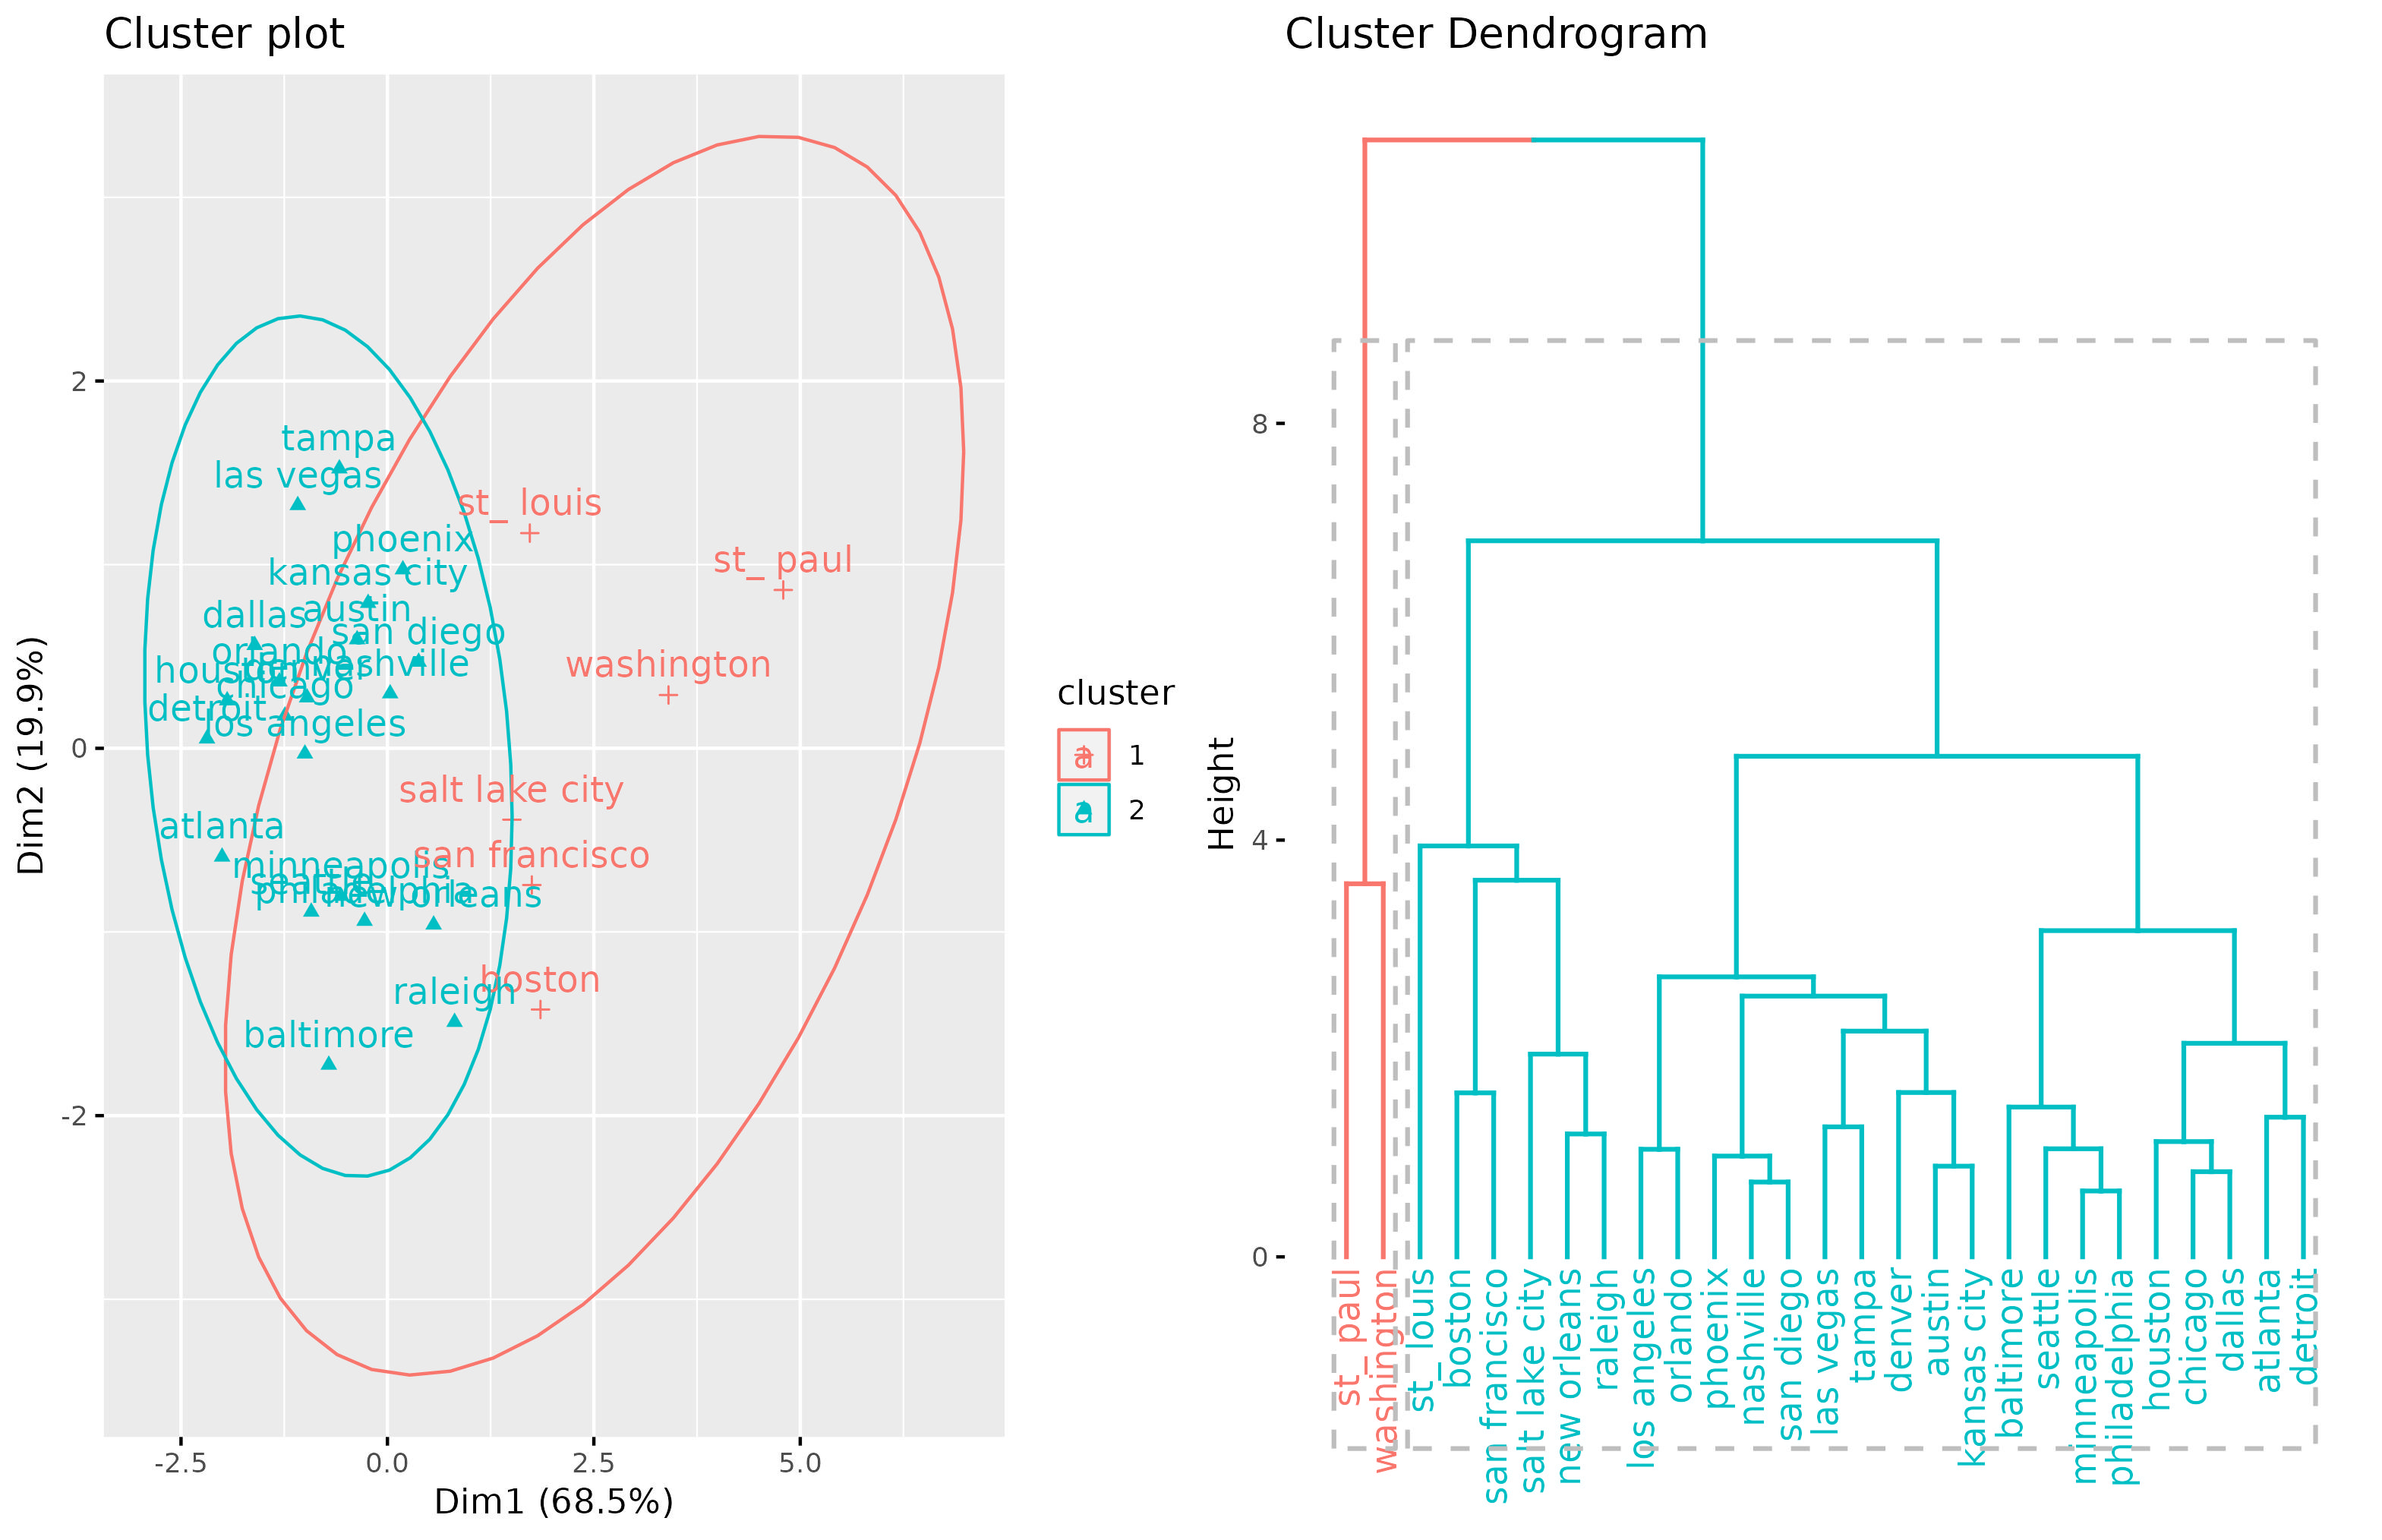 Cluster plot
Dim2 (19.9%)
2
0
-2
tampa
las vegas
st_ louis
phoenix
st_ paul
kansas city
austin
dallas
san diego
orlando
denver
nashville
houston
washington
chicago
detroit
los angeles
salt lake city
atlanta
san francisco
minneapolis
seattle
philadelphia
new orleans
boston
raleigh
baltimore
-2.5
0.0
2.5
5.0
Dim1 (68.5%)
cluster
a
1
a
2
Cluster Dendrogram
Height
8
4
0
st_ paul
washington
st_ louis
boston
san francisco
salt lake city
new orleans
raleigh
los angeles
orlando
phoenix
nashville
san diego
las vegas
tampa
denver
austin
kansas city
baltimore
seattle
minneapolis
philadelphia
houston
chicago
dallas
atlanta
detroit